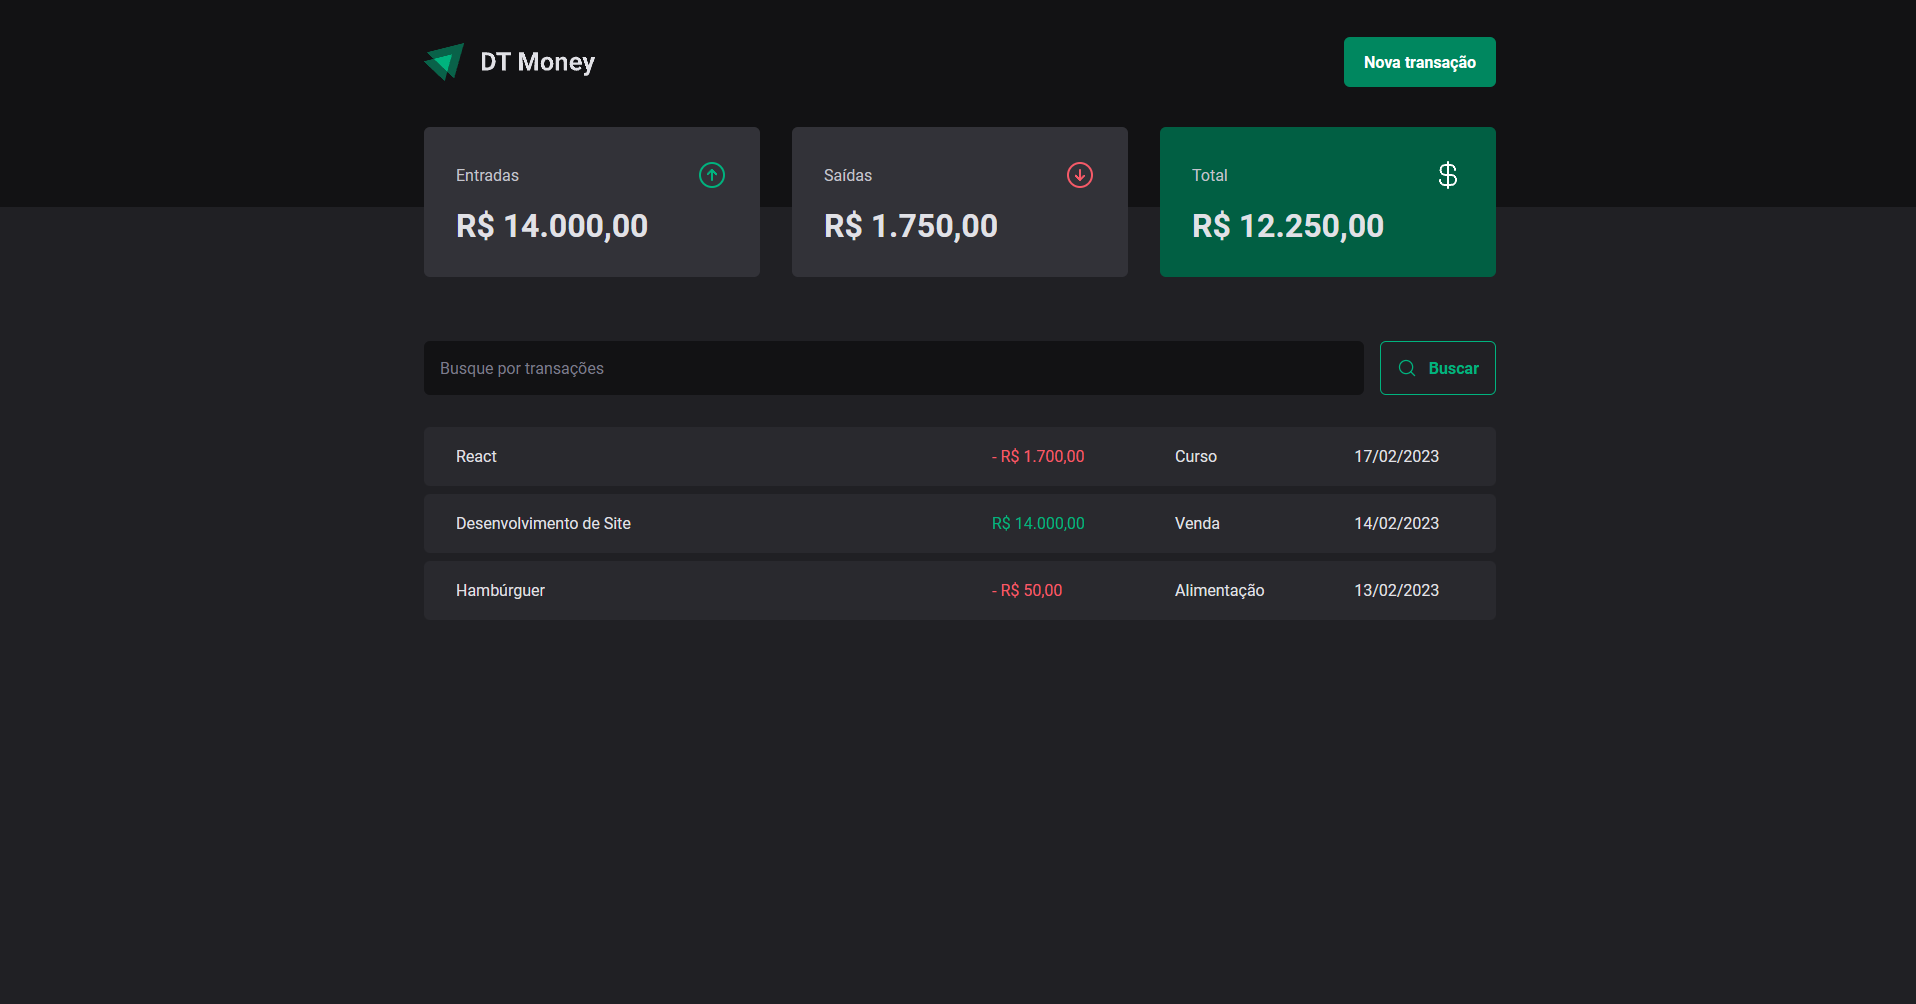 DT Money
Nova transação
Entradas
R$ 14.000,00
Saídas
R$ 1.750,00
Total
$
R$ 12.250,00
Busque por transações
Buscar
React - R$ 1.700,00 Curso 17/02/2023
Desenvolvimento de Site R$ 14.000,00 Venda 14/02/2023
Hambúrguer - R$ 50,00 Alimentação 13/02/2023